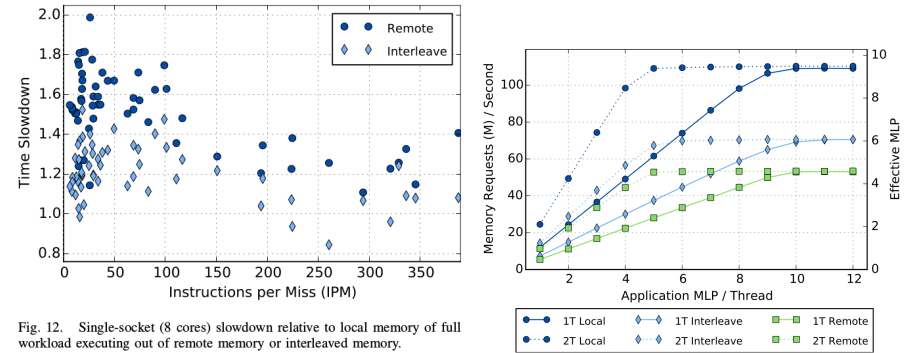 2.0
1.8
1.6
1.4
1.2
1.0
0.8
Time Slowdown
Remote
Interleave
0 50 100 150 200 250 300 350
Instructions per Miss (IPM)
Fig. 12. Single-socket (8 cores) slowdown relative to local memory of full
workload executing out of remote memory or interleaved memory.
100
80
60
40
20
0
Memory Requests (M) / Second
10
8
6
4
2
0
Effective MLP
2 4 6 8 10 12
Application MLP / Thread
1T Local 1T Interleave 1T Remote
2T Local 2T Interleave 2T Remote